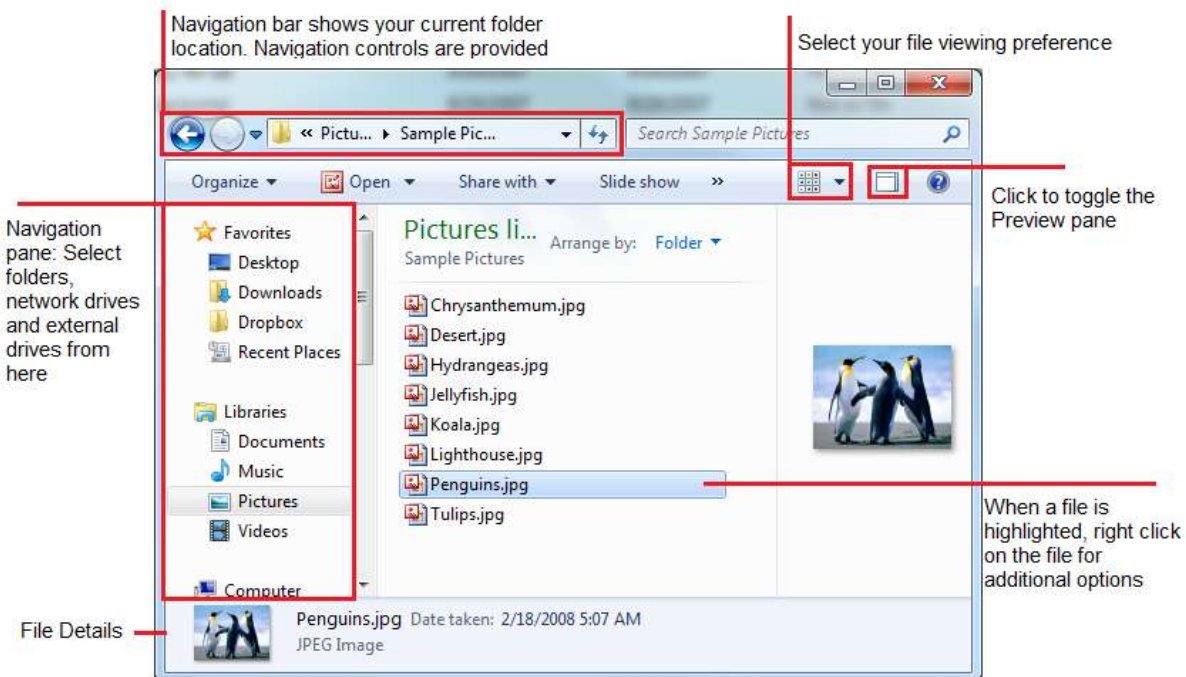 Navigation bar shows your current folder
location. Navigation controls are provided
Select your file viewing preference
« Pictu... ▸ Sample Pic...
Search Sample Pictures
Organize ▾ Open ▾ Share with ▾ Slide show »
Click to toggle the
Preview pane
Navigation
pane: Select
folders,
network drives
and external
drives from
here
Favorites
Desktop
Downloads
Dropbox
Recent Places
Libraries
Documents
Music
Pictures
Videos
Computer
Pictures li...
Arrange by: Folder ▾
Sample Pictures
Chrysanthemum.jpg
Desert.jpg
Hydrangeas.jpg
Jellyfish.jpg
Koala.jpg
Lighthouse.jpg
Penguins.jpg
Tulips.jpg
When a file is
highlighted, right click
on the file for
additional options
File Details
Penguins.jpg Date taken: 2/18/2008 5:07 AM
JPEG Image